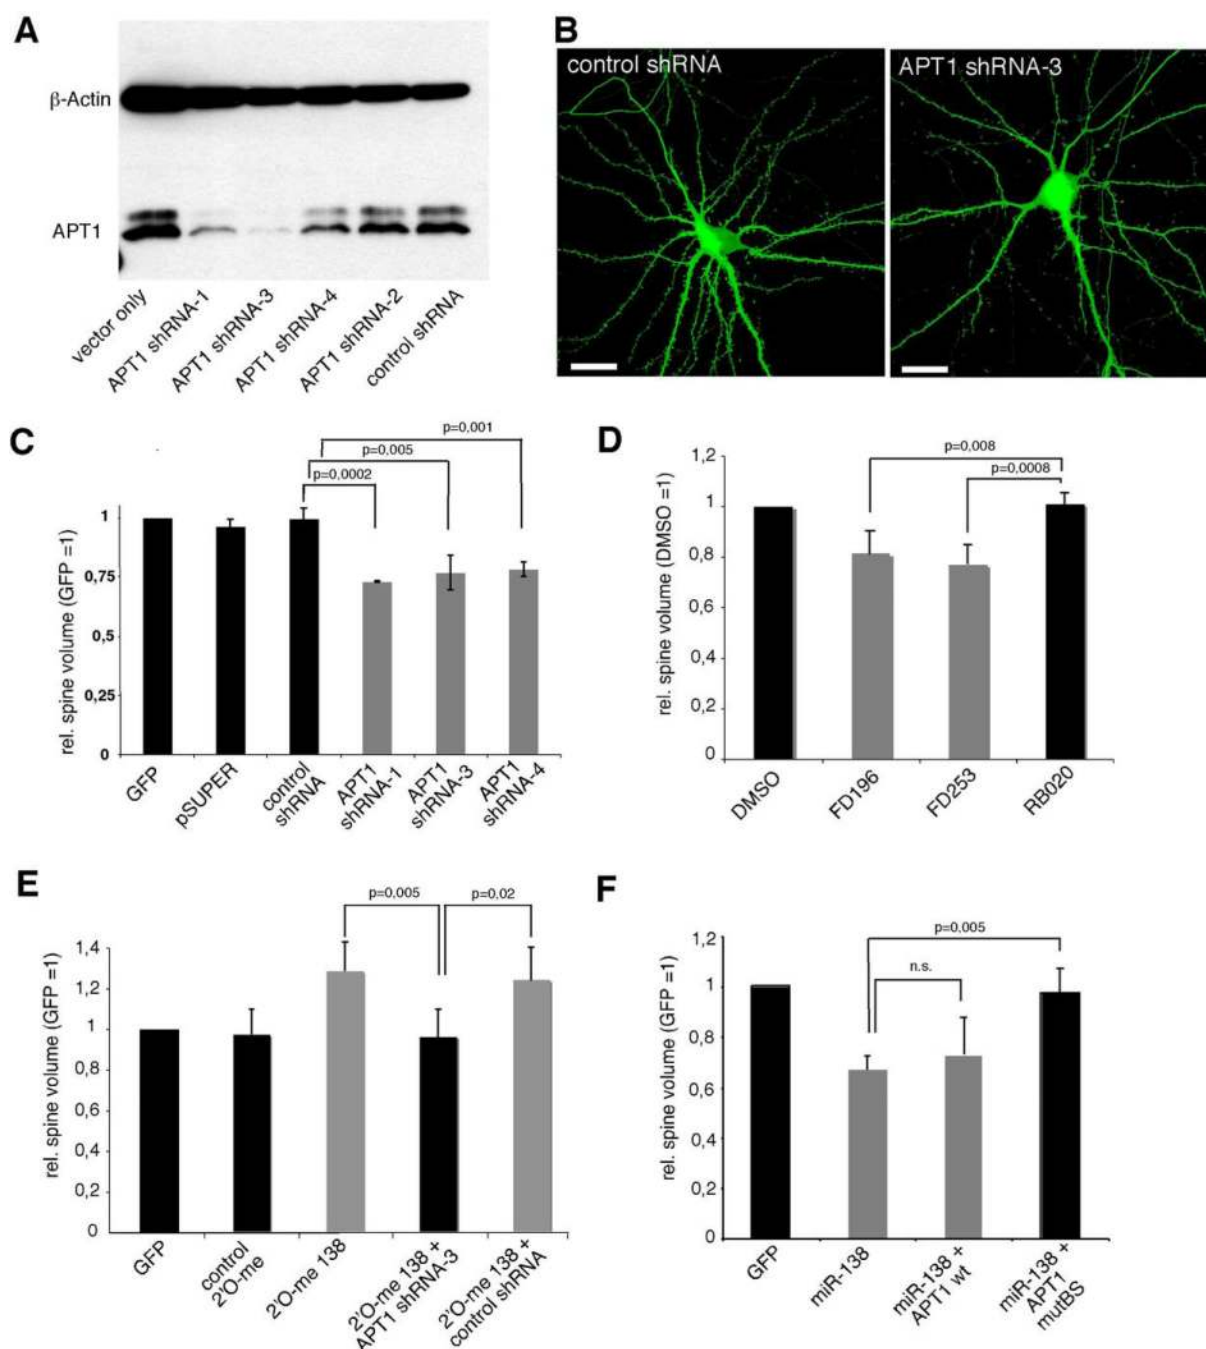 A
β-Actin
APT1
vector only
APT1 shRNA-1
APT1 shRNA-3
APT1 shRNA-4
APT1 shRNA-2
control shRNA
B
control shRNA
APT1 shRNA-3
C
p=0,001
p=0,005
p=0,0002
rel. spine volume (GFP =1)
1
0,75
0,5
0,25
0
GFP
pSUPER
control
shRNA
APT1
shRNA-1
APT1
shRNA-3
APT1
shRNA-4
D
p=0,008
p=0,0008
rel. spine volume (DMSO =1)
1,2
1
0,8
0,6
0,4
0,2
0
DMSO
FD196
FD253
RB020
E
p=0,005
p=0,02
rel. spine volume (GFP =1)
1,4
1,2
1
0,8
0,6
0,4
0,2
0
GFP
control
2'O-me
2'O-me 138
2'O-me 138 +
APT1 shRNA-3
2'O-me 138 +
control shRNA
F
p=0,005
n.s.
rel. spine volume (GFP =1)
1,2
1
0,8
0,6
0,4
0,2
0
GFP
miR-138
miR-138 +
APT1 wt
miR-138 +
APT1
mutBS